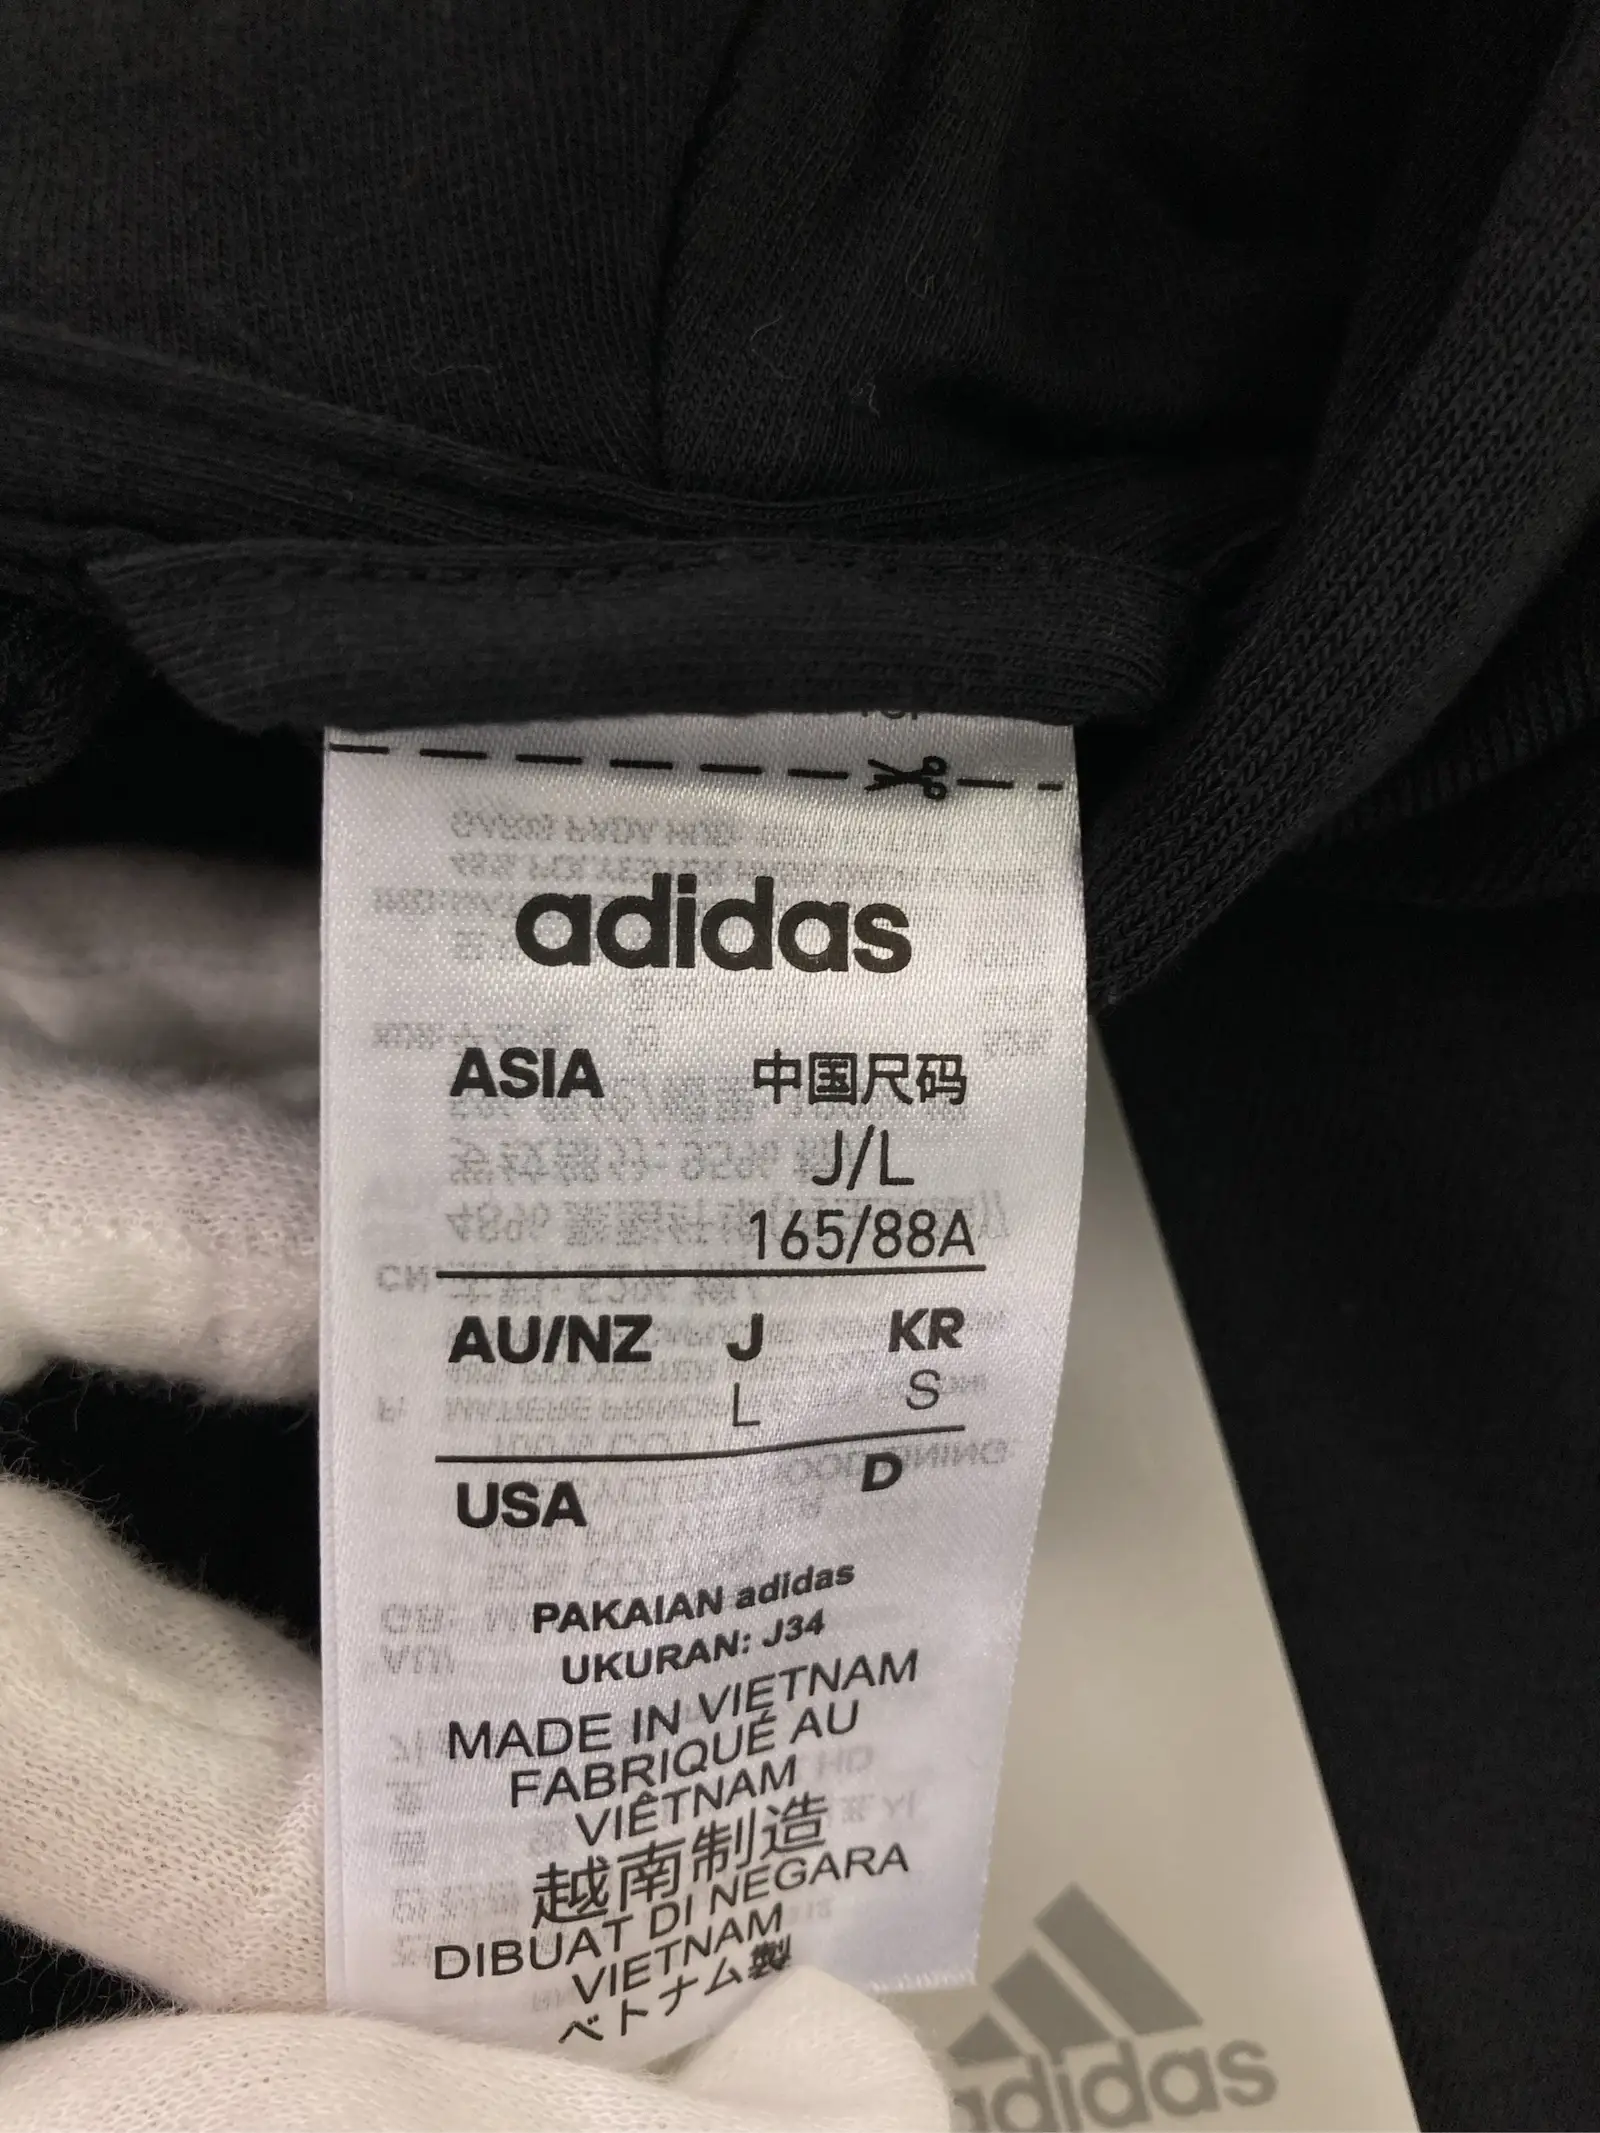 adidas
ASIA 中国尺码
J/L
165/88A
AU/NZ J KR
L S
USA D
PAKAIAN adidas
UKURAN: J34
MADE IN VIETNAM
FABRIQUÉ AU
VIÊTNAM
越南制造
DIBUAT DI NEGARA
VIETNAM
ベトナム製
adidas